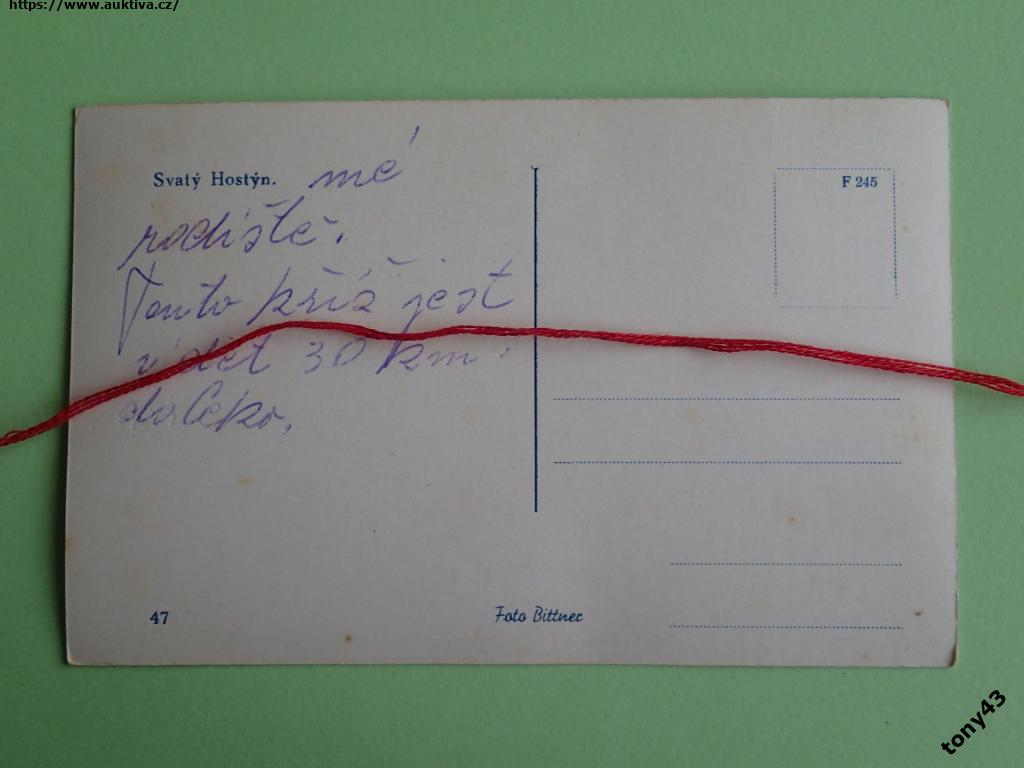 https://www.auktiva.cz/
Svatý Hostýn. mé
rodiště.
Tento kříž jest
vidět 30 km.
daleko.
F 245
47
Foto Bittner
tony43